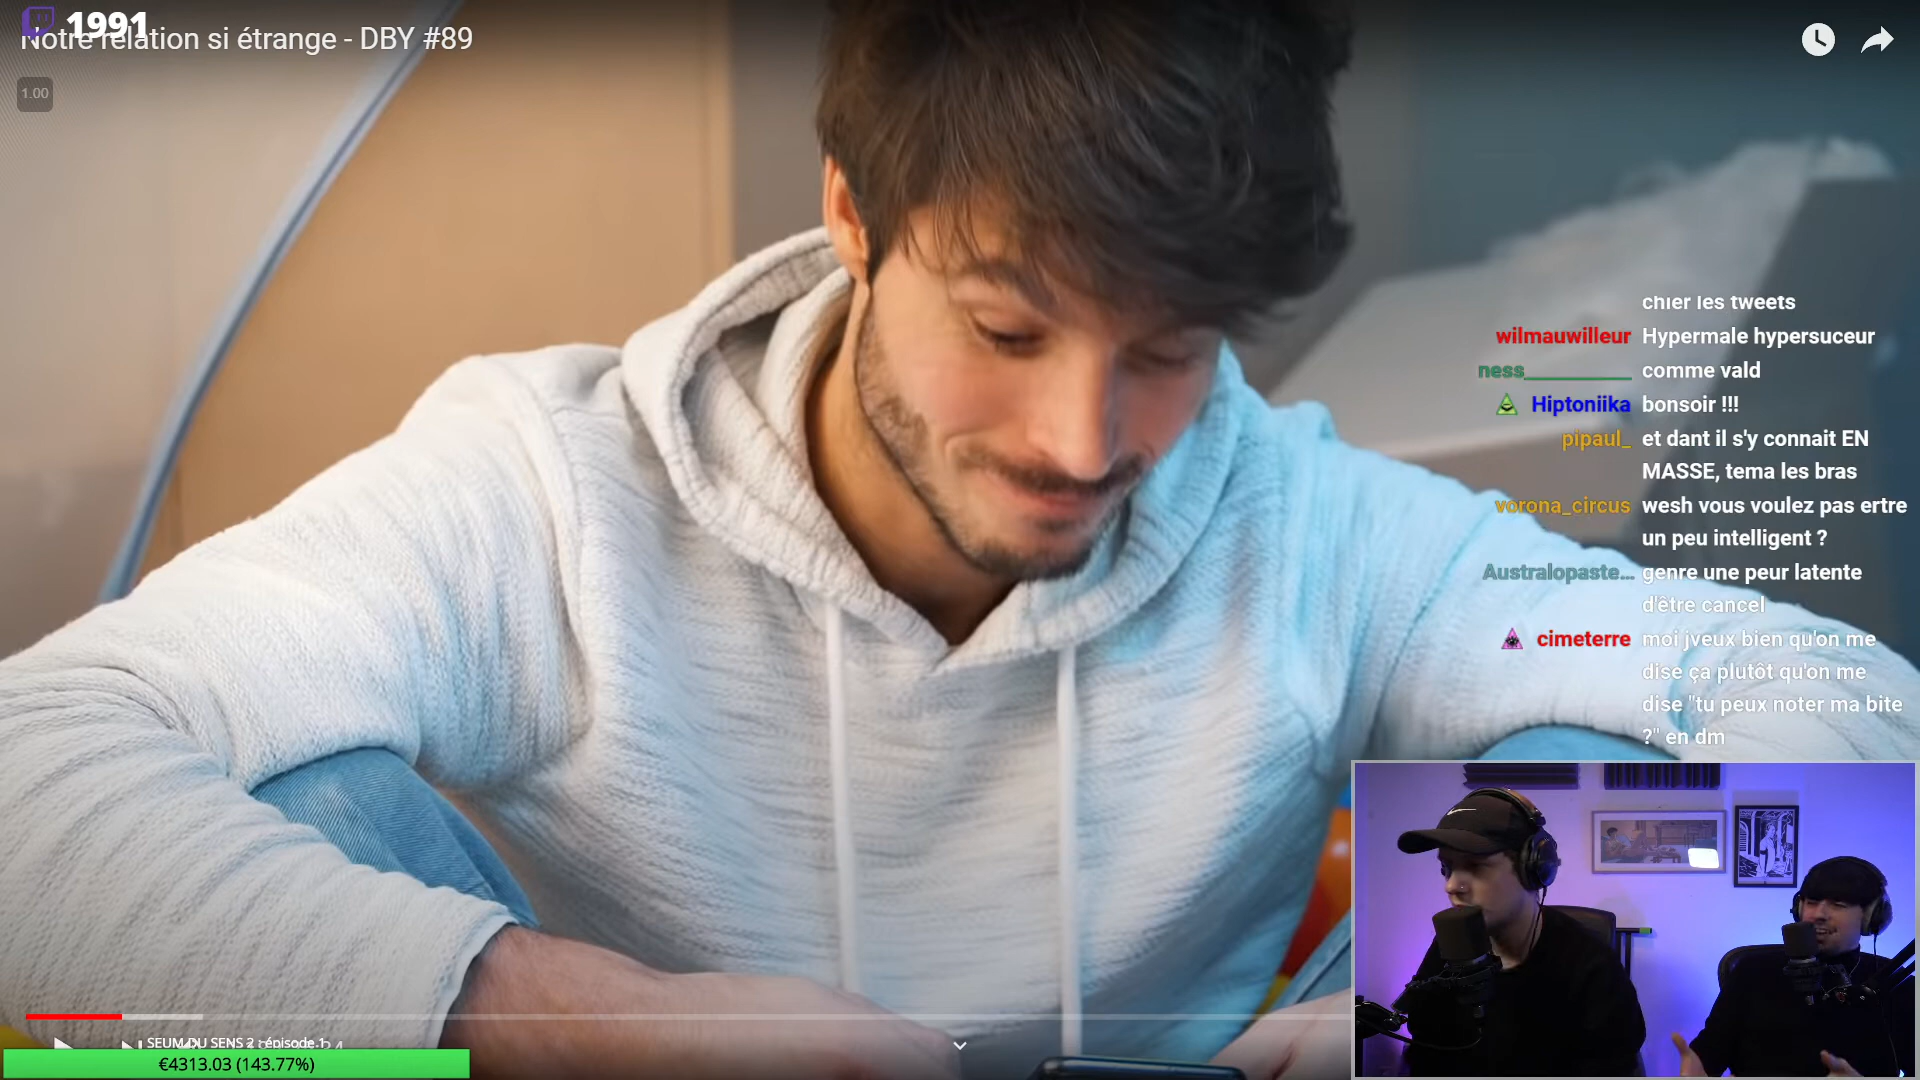 1991
Notre relation si étrange - DBY #89
1.00
chier les tweets
wilmauwilleur Hypermale hypersuceur
ness__________ comme vald
Hiptoniika bonsoir !!!
pipaul_ et dant il s'y connait EN
MASSE, tema les bras
vorona_circus wesh vous voulez pas ertre
un peu intelligent ?
Australopaste... genre une peur latente
d'être cancel
cimeterre moi jveux bien qu'on me
dise ça plutôt qu'on me
dise "tu peux noter ma bite
?" en dm
SEUM DU SENS 2 : épisode 1
€4313.03 (143.77%)